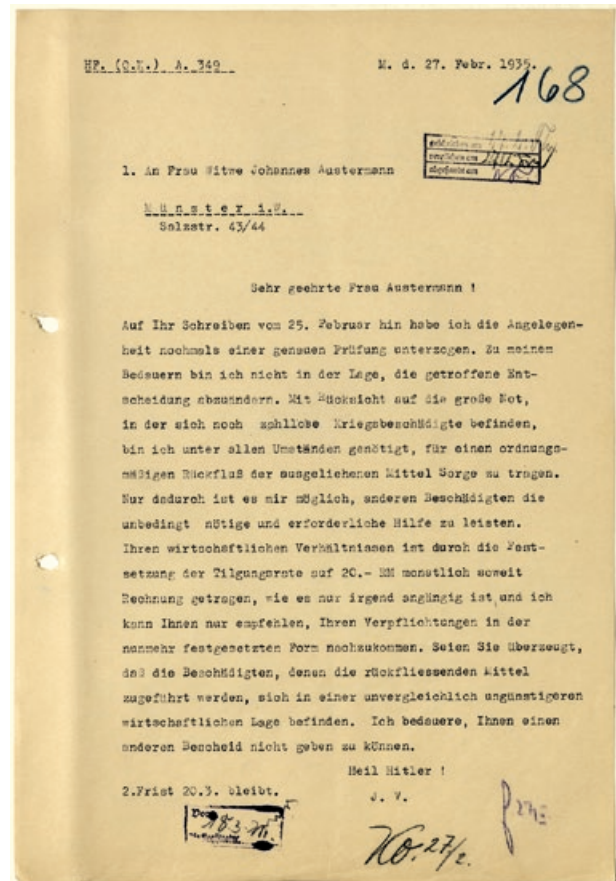 HF. (O.K.) A. 349 M. d. 27. Febr. 1935.
168
geschrieben am
verglichen am
abgesandt am
1. An Frau Witwe Johannes Austermann
Münster i.W.
Salzstr. 43/44
Sehr geehrte Frau Austermann !
Auf Ihr Schreiben vom 25. Februar hin habe ich die Angelegen-
heit nochmals einer genauen Prüfung unterzogen. Zu meinem
Bedauern bin ich nicht in der Lage, die getroffene Ent-
scheidung abzuändern. Mit Rücksicht auf die große Not,
in der sich noch zahllose Kriegsbeschädigte befinden,
bin ich unter allen Umständen genötigt, für einen ordnungs-
mäßigen Rückfluß der ausgeliehenen Mittel Sorge zu tragen.
Nur dadurch ist es mir möglich, anderen Beschädigten die
unbedingt nötige und erforderliche Hilfe zu leisten.
Ihren wirtschaftlichen Verhältnissen ist durch die Fest-
setzung der Tilgungsrate auf 20.- RM monatlich soweit
Rechnung getragen, wie es nur irgend angängig ist und ich
kann Ihnen nur empfehlen, Ihren Verpflichtungen in der
nunmehr festgesetzten Form nachzukommen. Seien Sie überzeugt,
daß die Beschädigten, denen die rückfliessenden Mittel
zugeführt werden, sich in einer unvergleichlich ungünstigeren
wirtschaftlichen Lage befinden. Ich bedauere, Ihnen einen
anderen Bescheid nicht geben zu können.
Heil Hitler !
2.Frist 20.3. bleibt. J. V.
Ko. 27/2.